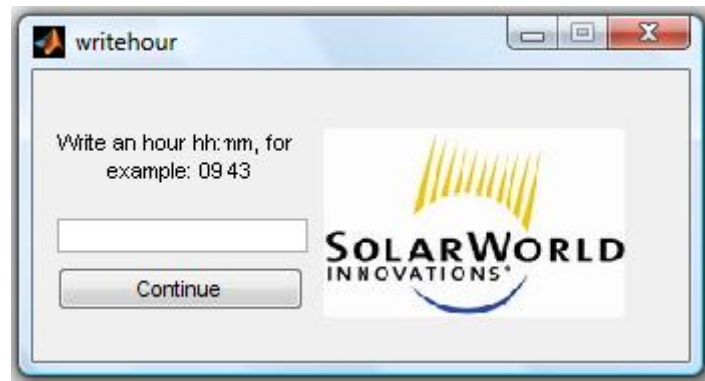 writehour
Write an hour hh:mm, for
example: 09 43
Continue
SOLARWORLD
INNOVATIONS